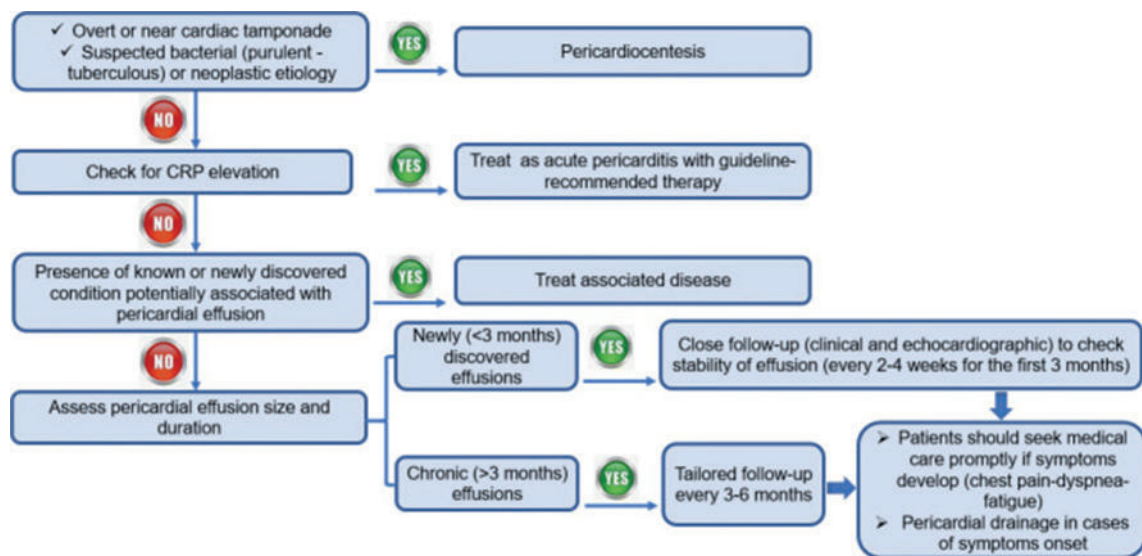 ✓ Overt or near cardiac tamponade
✓ Suspected bacterial (purulent -
tuberculous) or neoplastic etiology
YES
Pericardiocentesis
NO
Check for CRP elevation
YES
Treat as acute pericarditis with guideline-
recommended therapy
NO
Presence of known or newly discovered
condition potentially associated with
pericardial effusion
YES
Treat associated disease
NO
Assess pericardial effusion size and
duration
Newly (<3 months)
discovered
effusions
YES
Close follow-up (clinical and echocardiographic) to check
stability of effusion (every 2-4 weeks for the first 3 months)
Chronic (>3 months)
effusions
YES
Tailored follow-up
every 3-6 months
➢ Patients should seek medical
care promptly if symptoms
develop (chest pain-dyspnea-
fatigue)
➢ Pericardial drainage in cases
of symptoms onset